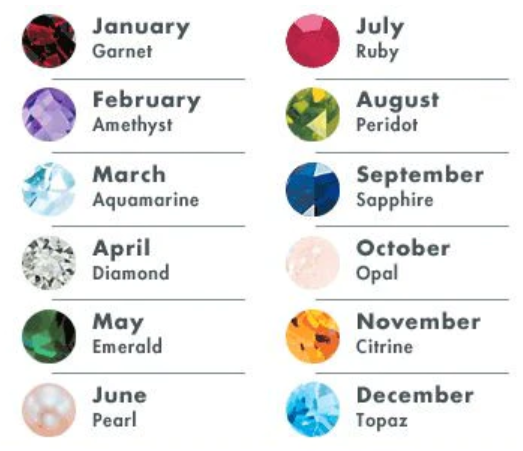 January
Garnet
February
Amethyst
March
Aquamarine
April
Diamond
May
Emerald
June
Pearl
July
Ruby
August
Peridot
September
Sapphire
October
Opal
November
Citrine
December
Topaz